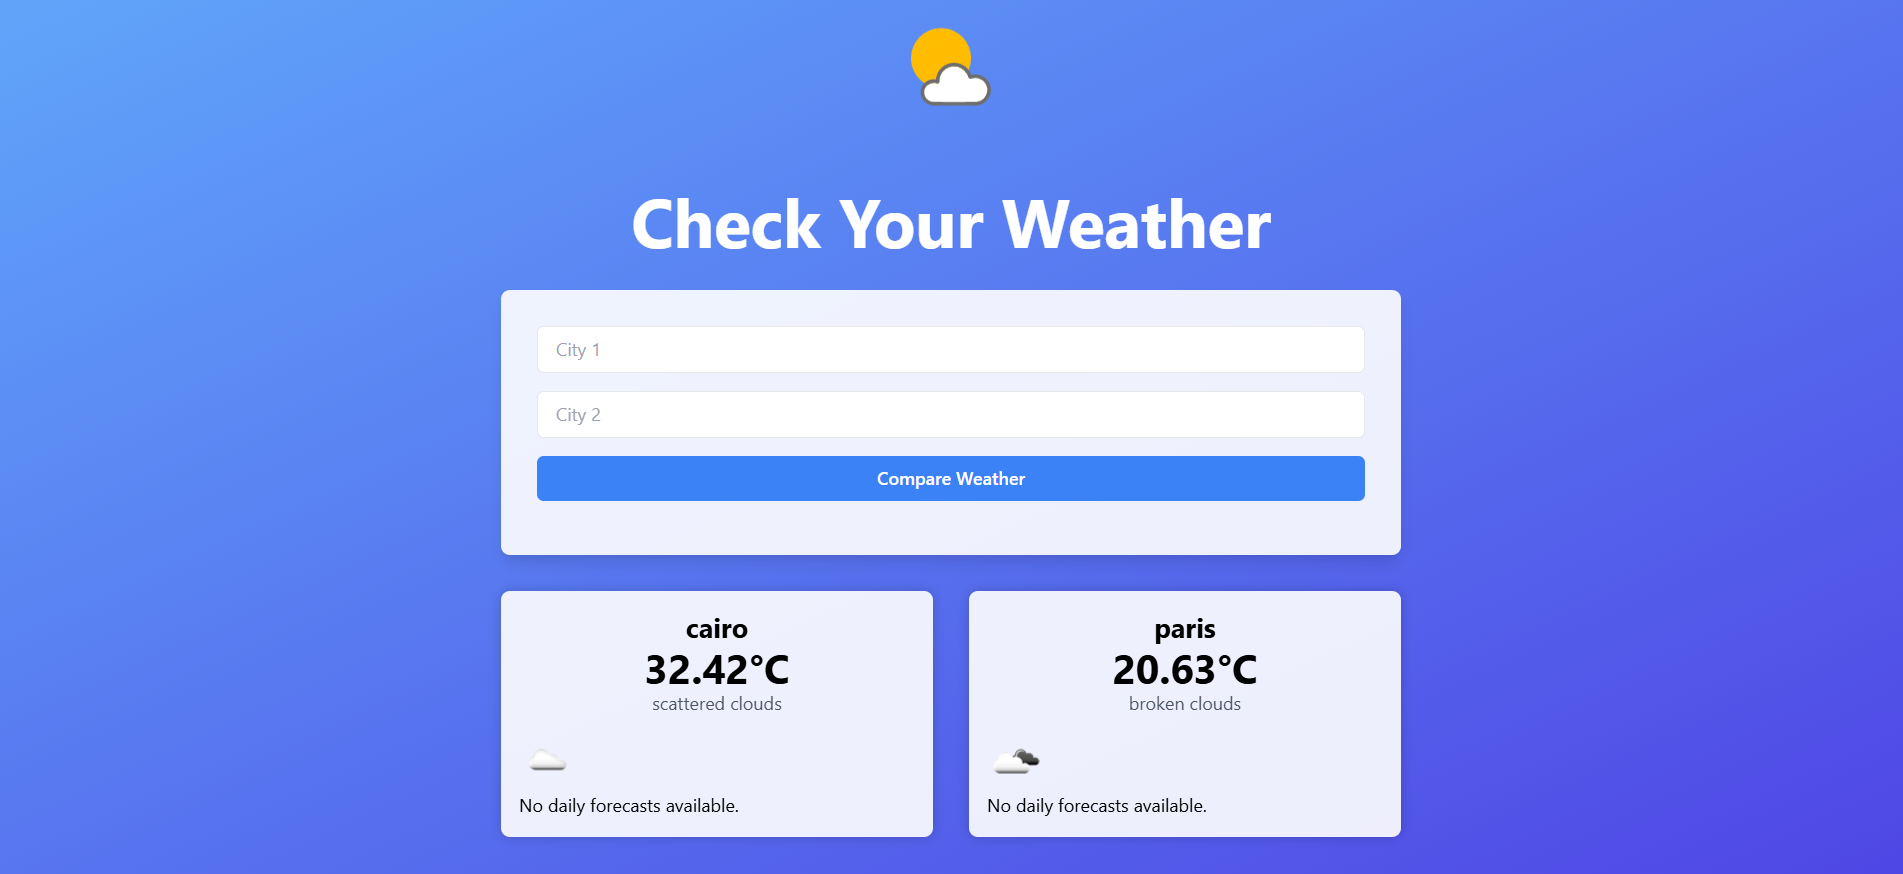 Check Your Weather
City 1
City 2
Compare Weather
cairo
32.42°C
scattered clouds
No daily forecasts available.
paris
20.63°C
broken clouds
No daily forecasts available.